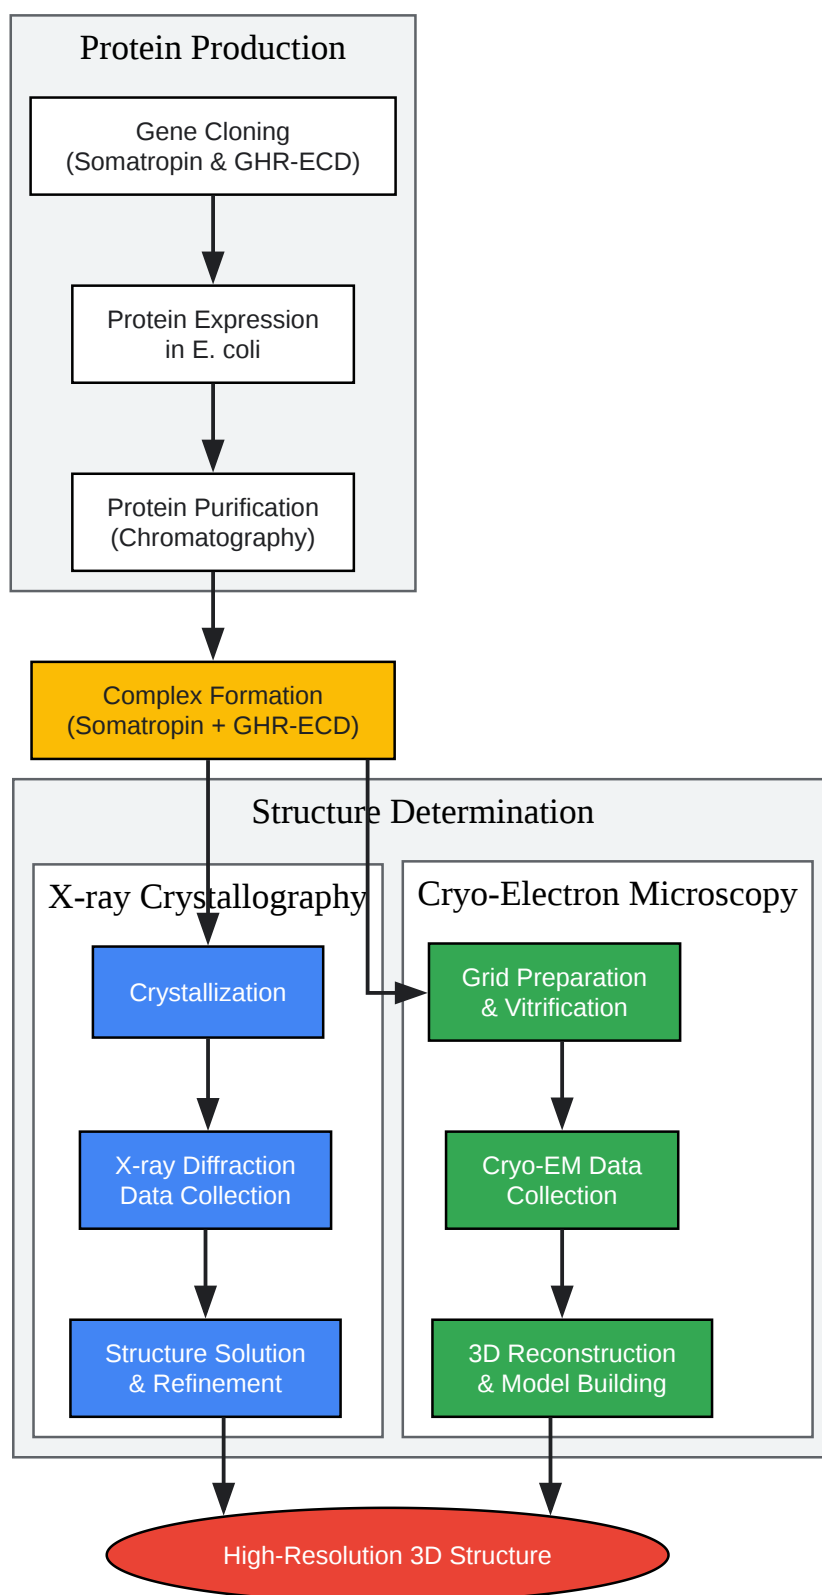 Protein Production
Gene Cloning
(Somatropin & GHR-ECD)
Protein Expression
in E. coli
Protein Purification
(Chromatography)
Complex Formation
(Somatropin + GHR-ECD)
Structure Determination
X-ray Crystallography
Crystallization
X-ray Diffraction
Data Collection
Structure Solution
& Refinement
Cryo-Electron Microscopy
Grid Preparation
& Vitrification
Cryo-EM Data
Collection
3D Reconstruction
& Model Building
High-Resolution 3D Structure